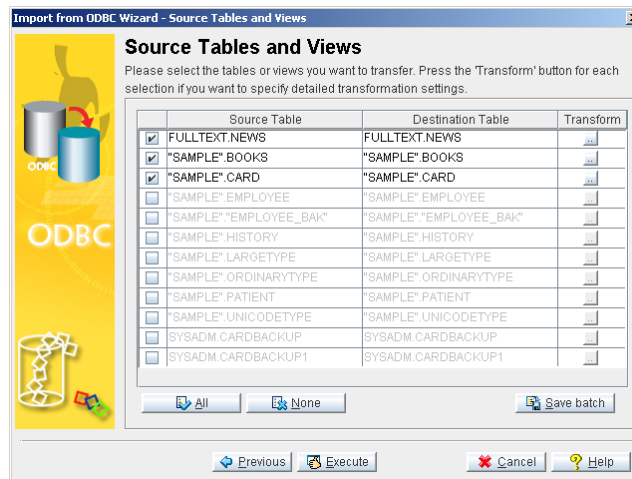 Import from ODBC Wizard - Source Tables and Views
Source Tables and Views
Please select the tables or views you want to transfer. Press the 'Transform' button for each
selection if you want to specify detailed transformation settings.
Source Table Destination Table Transform
FULLTEXT.NEWS FULLTEXT.NEWS ...
"SAMPLE".BOOKS "SAMPLE".BOOKS ...
"SAMPLE".CARD "SAMPLE".CARD ...
"SAMPLE".EMPLOYEE "SAMPLE".EMPLOYEE ...
"SAMPLE"."EMPLOYEE_BAK" "SAMPLE"."EMPLOYEE_BAK" ...
"SAMPLE".HISTORY "SAMPLE".HISTORY ...
"SAMPLE".LARGETYPE "SAMPLE".LARGETYPE ...
"SAMPLE".ORDINARYTYPE "SAMPLE".ORDINARYTYPE ...
"SAMPLE".PATIENT "SAMPLE".PATIENT ...
"SAMPLE".UNICODETYPE "SAMPLE".UNICODETYPE ...
SYSADM.CARDBACKUP SYSADM.CARDBACKUP ...
SYSADM.CARDBACKUP1 SYSADM.CARDBACKUP1 ...
ODBC
ODBC
All None Save batch
Previous Execute Cancel Help